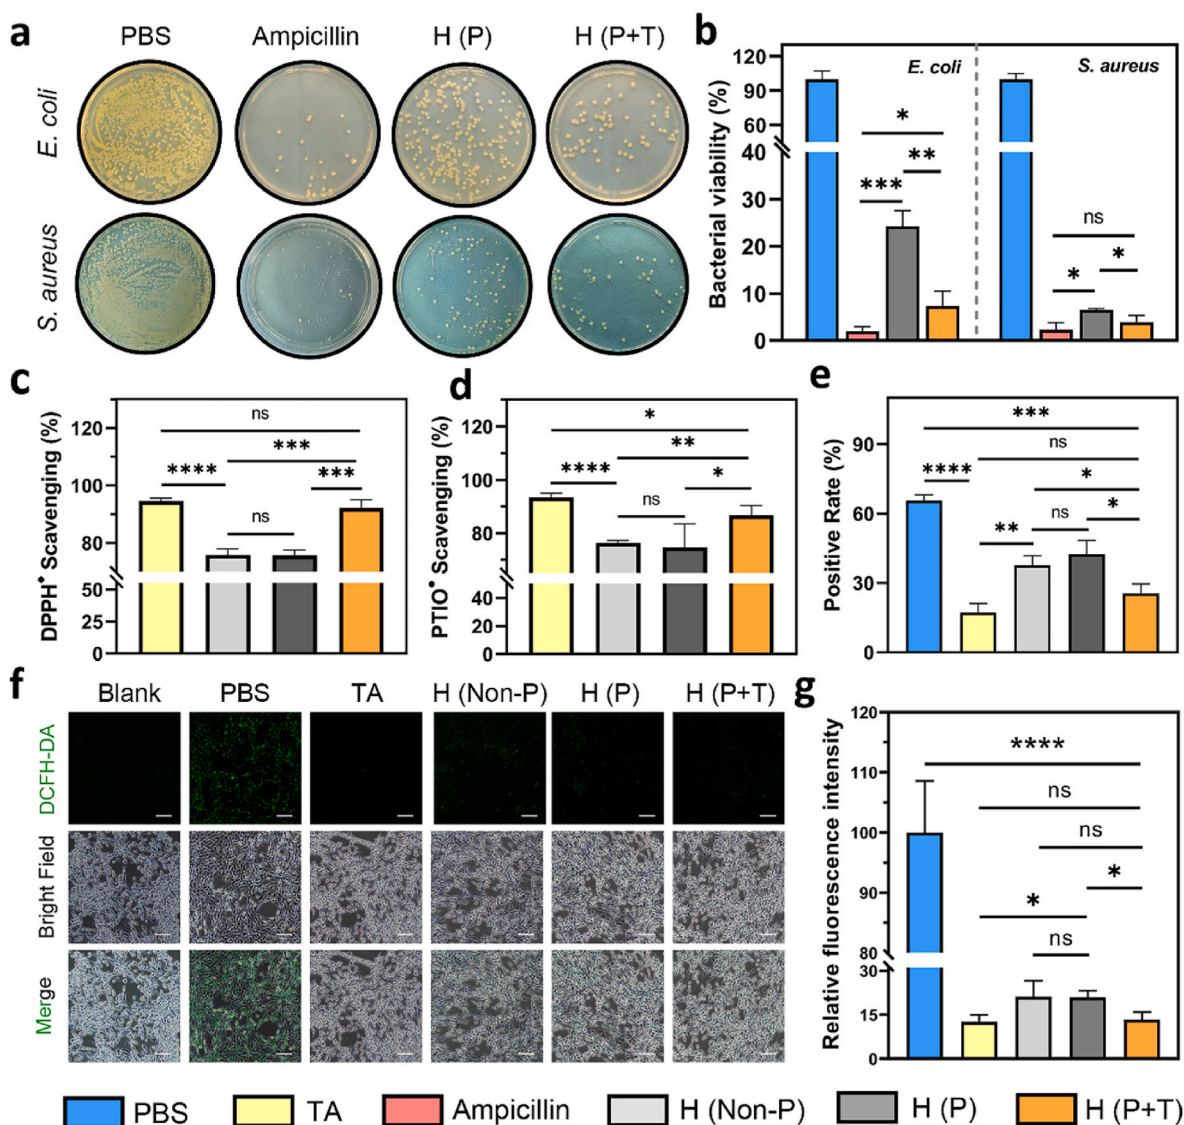 a
PBS Ampicillin H (P) H (P+T)
E. coli
S. aureus
b
Bacterial viability (%)
120
90
60
40
30
20
10
0
E. coli
S. aureus
*
**
***
ns
*
*
c
DPPH• Scavenging (%)
120
100
80
50
25
0
ns
***
**** ***
ns
d
PTIO• Scavenging (%)
120
100
80
40
20
0
*
**
**** *
ns
e
Positive Rate (%)
90
60
30
0
***
ns
**** *
** ns *
f
Blank PBS TA H (Non-P) H (P) H (P+T)
DCFH-DA
Bright Field
Merge
g
Relative fluorescence intensity
120
110
100
90
80
30
15
0
****
ns
ns
*
*
ns
PBS TA Ampicillin H (Non-P) H (P) H (P+T)